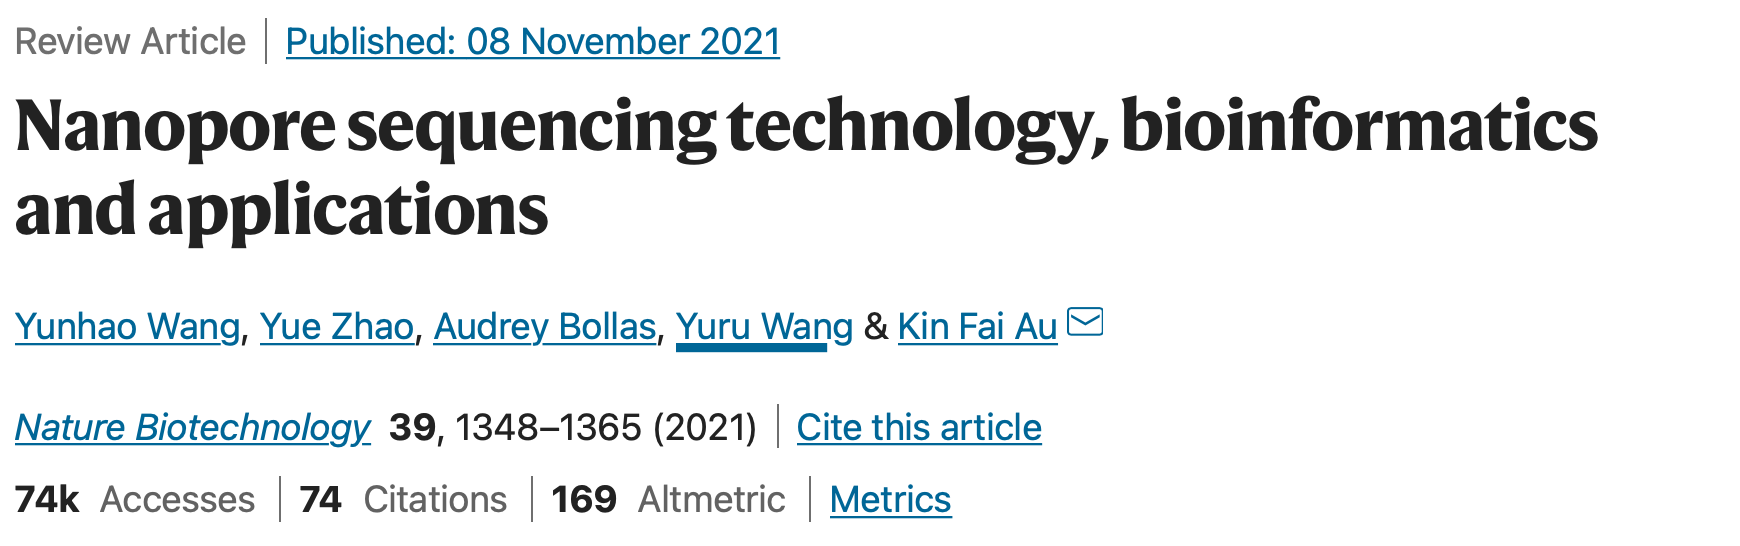 Review Article | Published: 08 November 2021
Nanopore sequencing technology, bioinformatics
and applications
Yunhao Wang, Yue Zhao, Audrey Bollas, Yuru Wang & Kin Fai Au
Nature Biotechnology 39, 1348–1365 (2021) | Cite this article
74k Accesses | 74 Citations | 169 Altmetric | Metrics